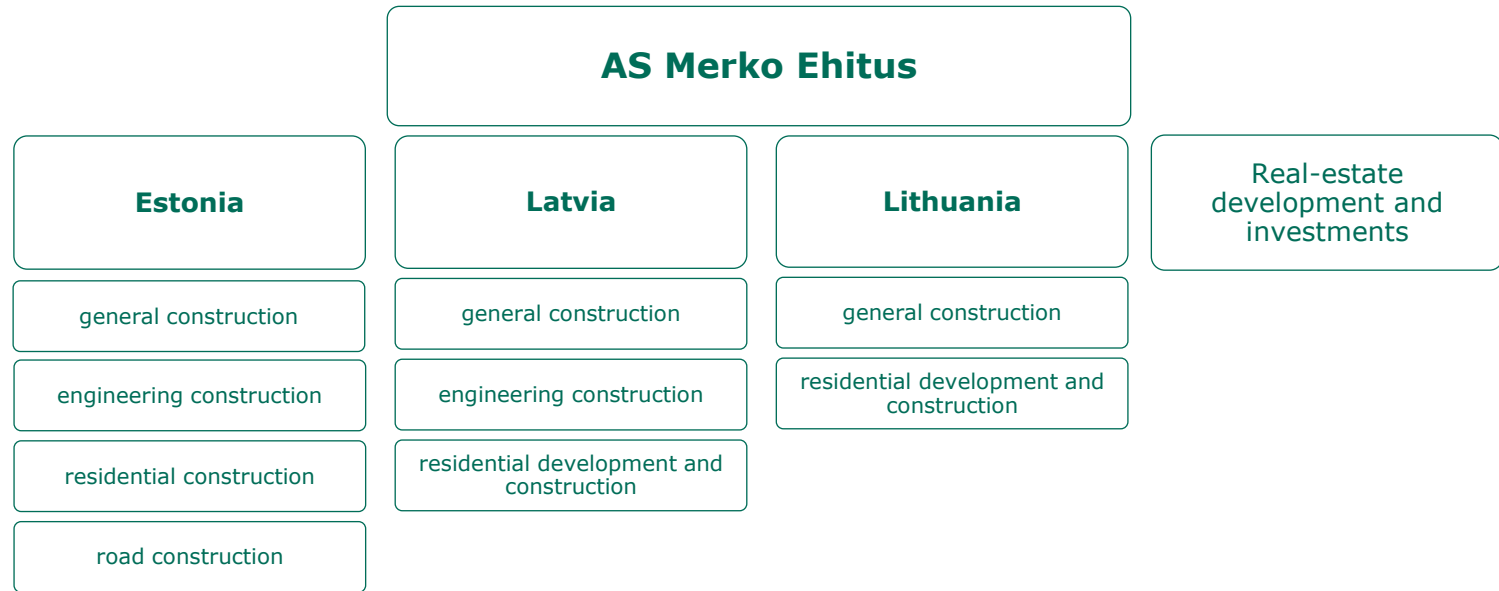 AS Merko Ehitus
Estonia
general construction
engineering construction
residential construction
road construction
Latvia
general construction
engineering construction
residential development and
construction
Lithuania
general construction
residential development and
construction
Real-estate
development and
investments